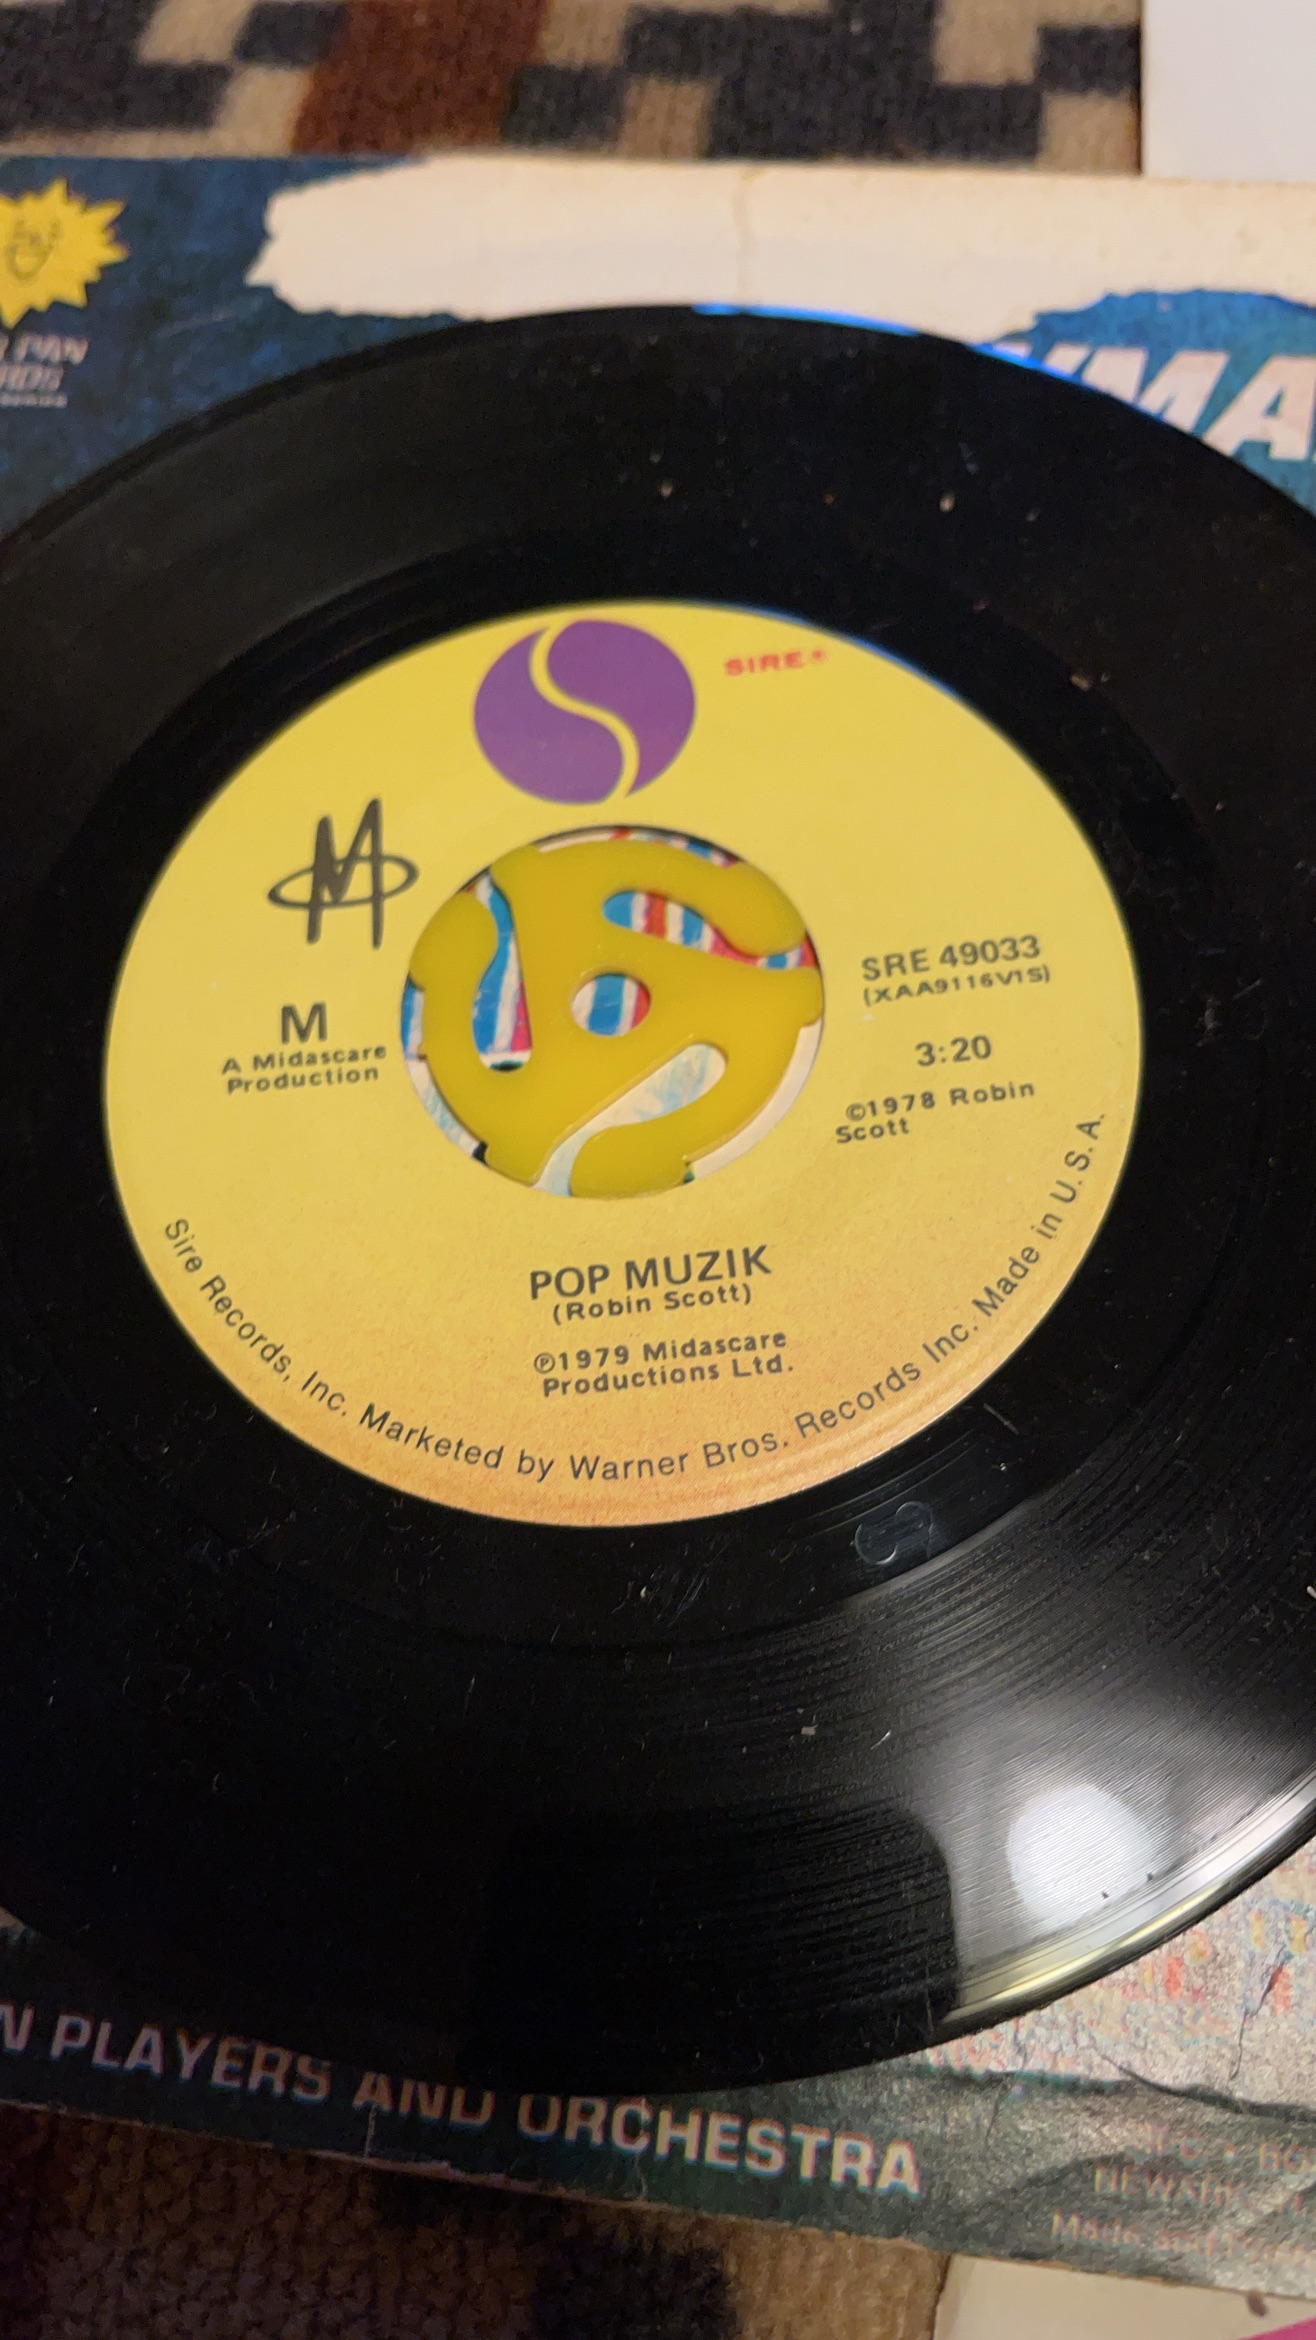 SIRE®
M
M
A Midascare
Production
SRE 49033
(XAA9116V1S)
3:20
©1978 Robin
Scott
POP MUZIK
(Robin Scott)
℗1979 Midascare
Productions Ltd.
Sire Records, Inc. Marketed by Warner Bros. Records Inc. Made in U.S.A.
PLAYERS AND ORCHESTRA